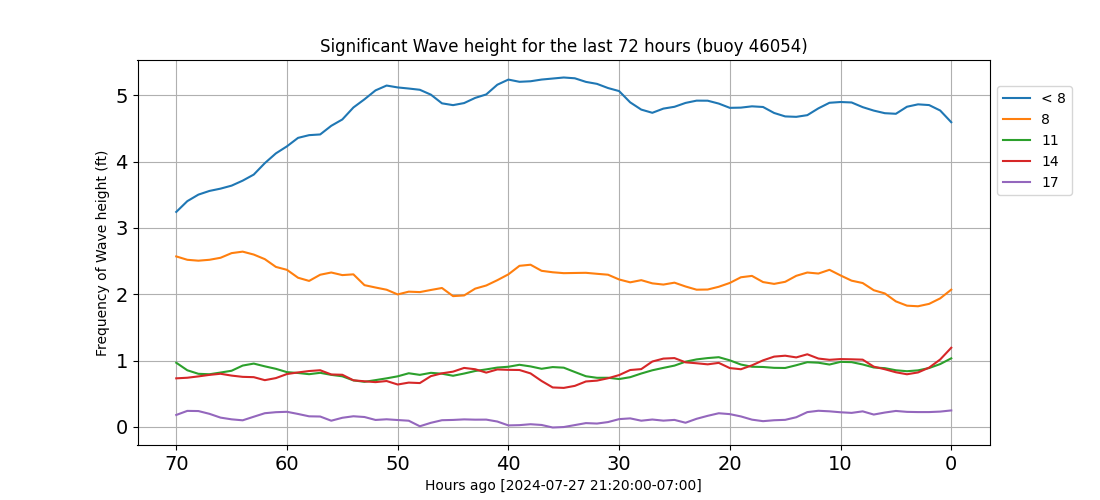 Significant Wave height for the last 72 hours (buoy 46054)
Frequency of Wave height (ft)
5
4
3
2
1
0
70 60 50 40 30 20 10 0
Hours ago [2024-07-27 21:20:00-07:00]
< 8
8
11
14
17